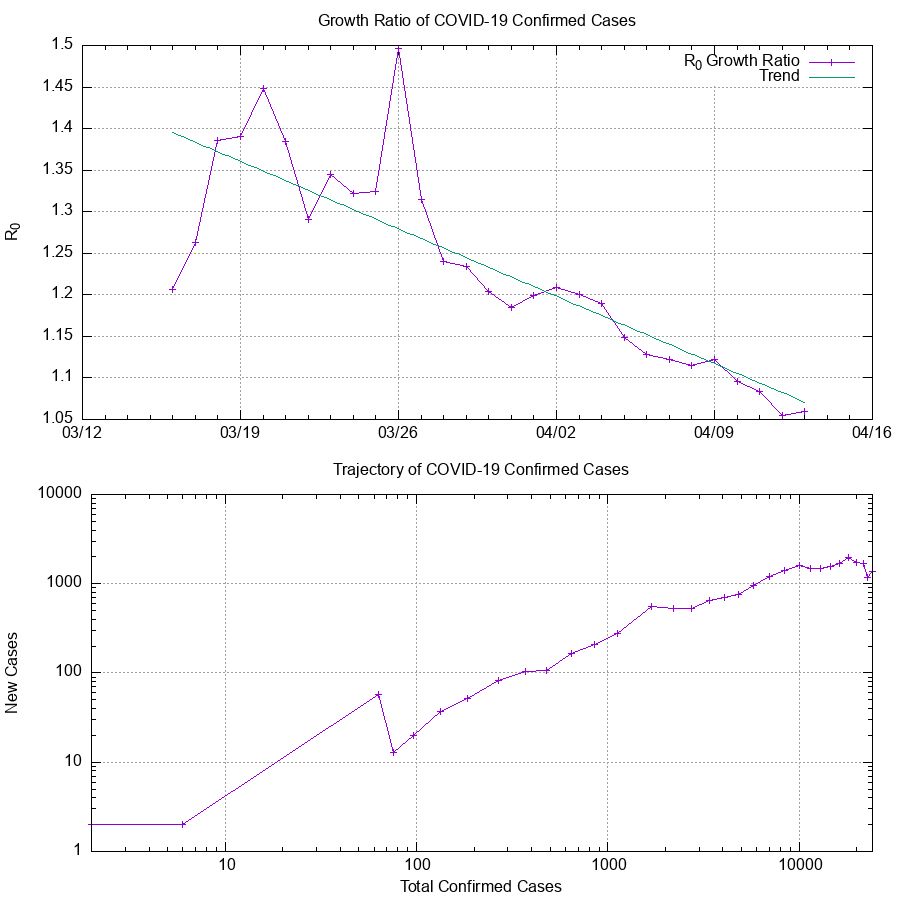 Growth Ratio of COVID-19 Confirmed Cases
1.5
1.45
1.4
1.35
1.3
1.25
1.2
1.15
1.1
1.05
R0
R0 Growth Ratio
Trend
03/12 03/19 03/26 04/02 04/09 04/16
Trajectory of COVID-19 Confirmed Cases
10000
1000
100
10
1
New Cases
10 100 1000 10000
Total Confirmed Cases